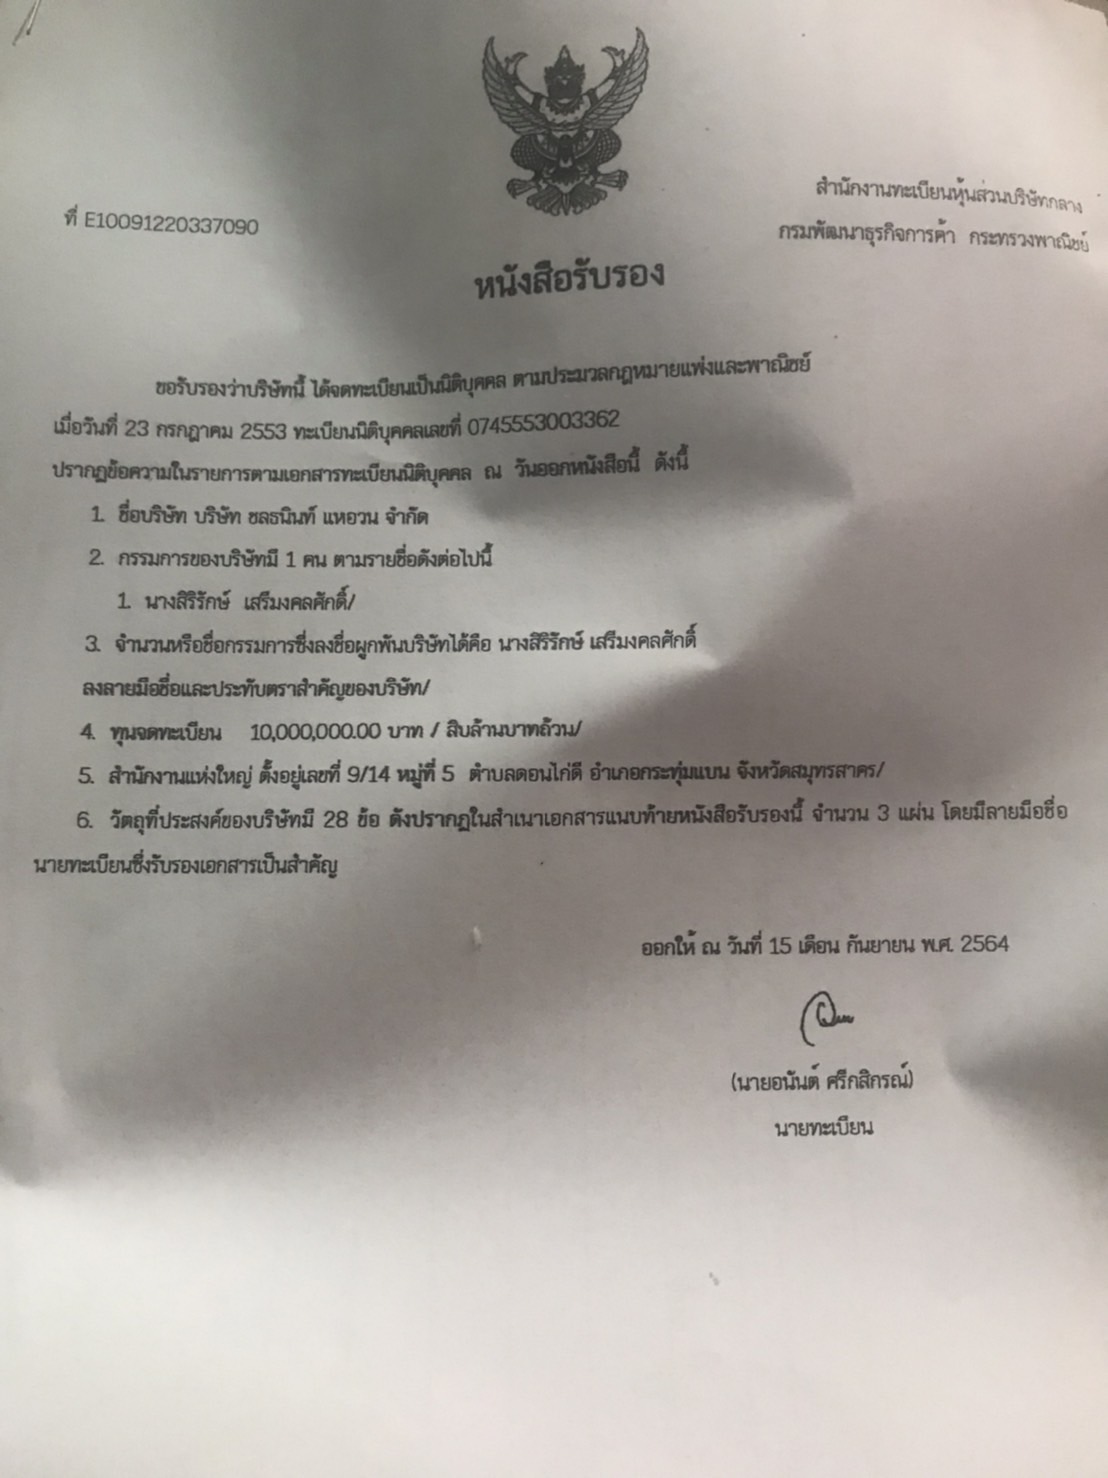 ที่ E10091220337090
สำนักงานทะเบียนหุ้นส่วนบริษัทกลาง
กรมพัฒนาธุรกิจการค้า กระทรวงพาณิชย์
หนังสือรับรอง
ขอรับรองว่าบริษัทนี้ ได้จดทะเบียนเป็นนิติบุคคล ตามประมวลกฎหมายแพ่งและพาณิชย์
เมื่อวันที่ 23 กรกฎาคม 2553 ทะเบียนนิติบุคคลเลขที่ 0745553003362
ปรากฏข้อความในรายการตามเอกสารทะเบียนนิติบุคคล ณ วันออกหนังสือนี้ ดังนี้
1. ชื่อบริษัท บริษัท ชลธนินท์ แหอวน จำกัด
2. กรรมการของบริษัทมี 1 คน ตามรายชื่อดังต่อไปนี้
1. นางสิริรักษ์ เสรีมงคลศักดิ์/
3. จำนวนหรือชื่อกรรมการซึ่งลงชื่อผูกพันบริษัทได้คือ นางสิริรักษ์ เสรีมงคลศักดิ์
ลงลายมือชื่อและประทับตราสำคัญของบริษัท/
4. ทุนจดทะเบียน 10,000,000.00 บาท / สิบล้านบาทถ้วน/
5. สำนักงานแห่งใหญ่ ตั้งอยู่เลขที่ 9/14 หมู่ที่ 5 ตำบลดอนไก่ดี อำเภอกระทุ่มแบน จังหวัดสมุทรสาคร/
6. วัตถุที่ประสงค์ของบริษัทมี 28 ข้อ ดังปรากฏในสำเนาเอกสารแนบท้ายหนังสือรับรองนี้ จำนวน 3 แผ่น โดยมีลายมือชื่อ
นายทะเบียนซึ่งรับรองเอกสารเป็นสำคัญ
ออกให้ ณ วันที่ 15 เดือน กันยายน พ.ศ. 2564
(นายอนันต์ ศรีกสิกรณ์)
นายทะเบียน